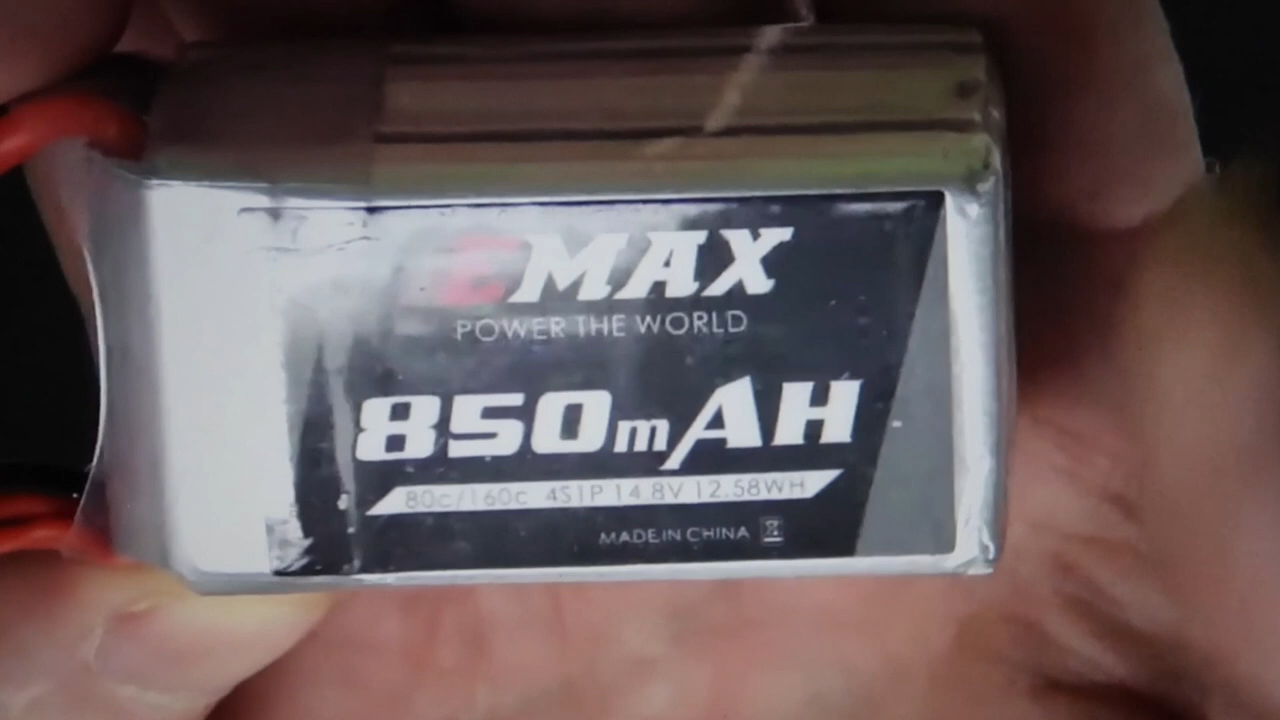 EMAX
POWER THE WORLD
850mAH
80c/160c 4S1P 14.8V 12.58WH
MADE IN CHINA